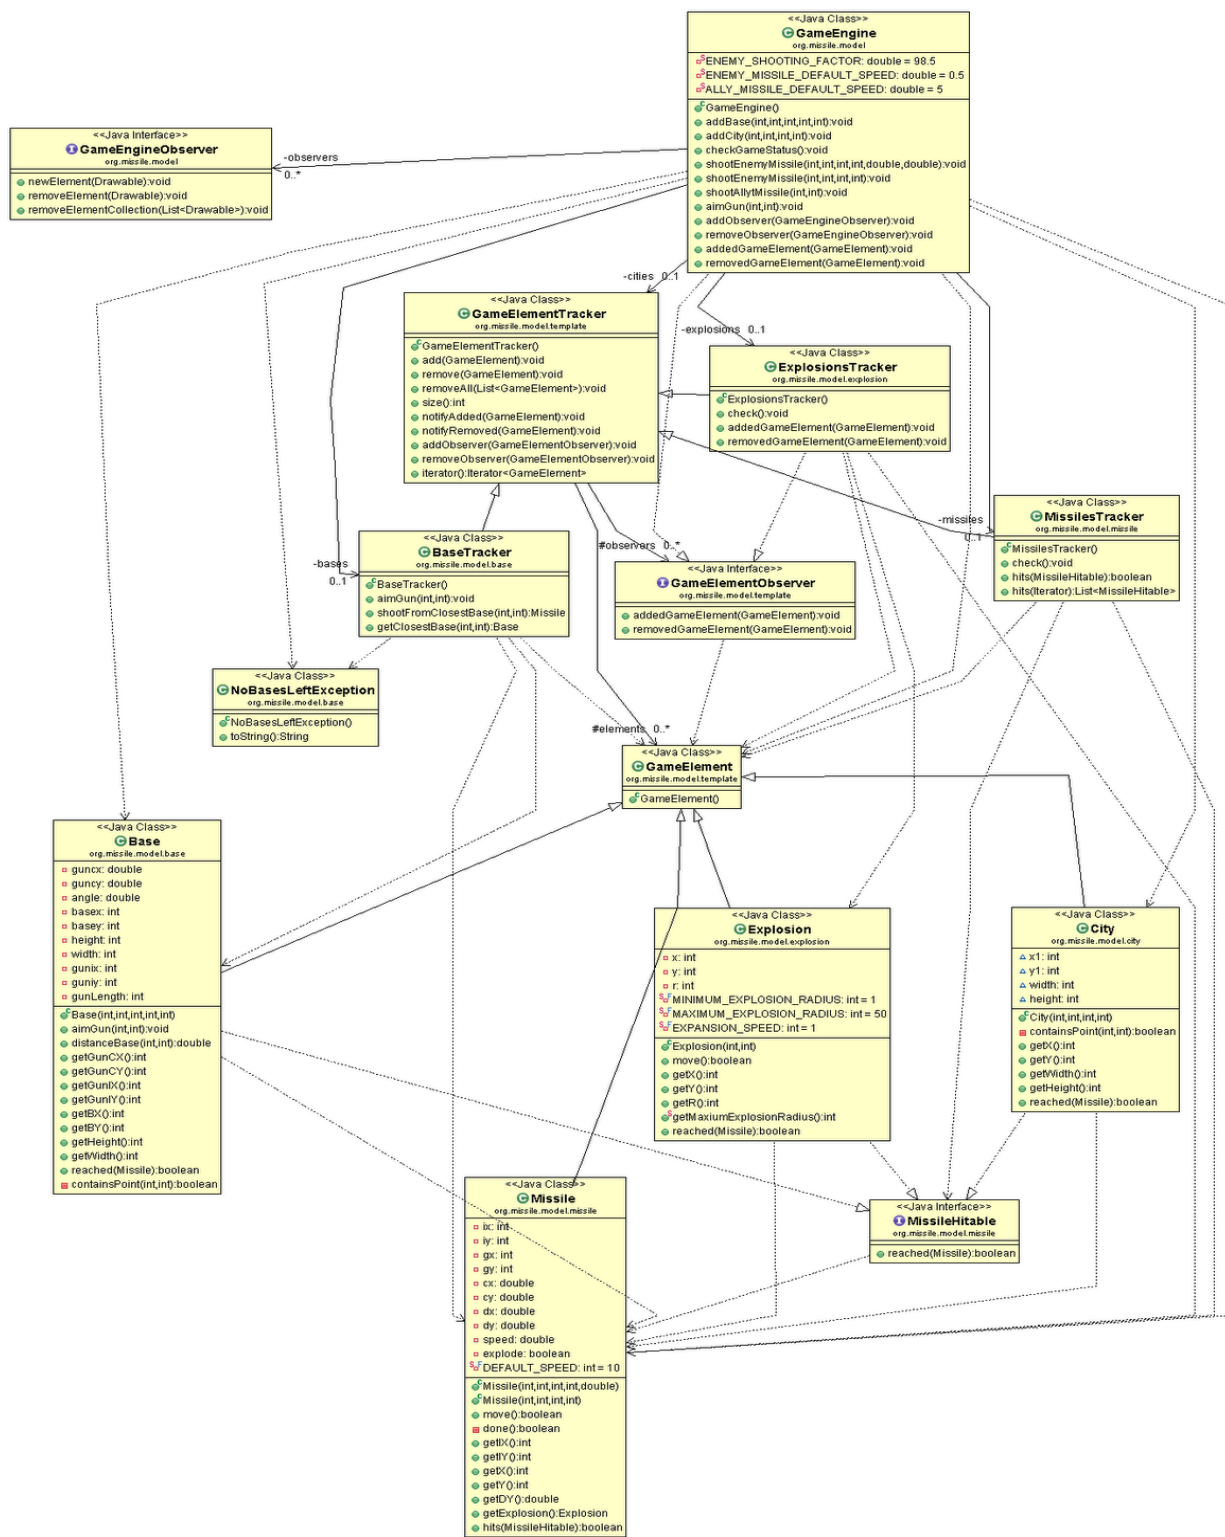 <<Java Class>>
GameEngine
org.missile.model
ENEMY_SHOOTING_FACTOR: double = 98.5
ENEMY_MISSILE_DEFAULT_SPEED: double = 0.5
ALLY_MISSILE_DEFAULT_SPEED: double = 5
GameEngine()
addBase(int,int,int,int,int):void
addCity(int,int,int,int):void
checkGameStatus():void
shootEnemyMissile(int,int,int,int,double,double):void
shootEnemyMissile(int,int,int,int):void
shootAllytMissile(int,int):void
aimGun(int,int):void
addObserver(GameEngineObserver):void
removeObserver(GameEngineObserver):void
addedGameElement(GameElement):void
removedGameElement(GameElement):void
<<Java Interface>>
GameEngineObserver
org.missile.model
newElement(Drawable):void
removeElement(Drawable):void
removeElementCollection(List<Drawable>):void
-observers
0..*
-cities 0..1
<<Java Class>>
GameElementTracker
org.missile.model.template
GameElementTracker()
add(GameElement):void
remove(GameElement):void
removeAll(List<GameElement>):void
size():int
notifyAdded(GameElement):void
notifyRemoved(GameElement):void
addObserver(GameElementObserver):void
removeObserver(GameElementObserver):void
iterator():Iterator<GameElement>
-explosions 0..1
<<Java Class>>
ExplosionsTracker
org.missile.model.explosion
ExplosionsTracker()
check():void
addedGameElement(GameElement):void
removedGameElement(GameElement):void
-missiles
0..1
<<Java Class>>
MissilesTracker
org.missile.model.missile
MissilesTracker()
check():void
hits(MissileHitable):boolean
hits(Iterator):List<MissileHitable>
-bases
0..1
<<Java Class>>
BaseTracker
org.missile.model.base
BaseTracker()
aimGun(int,int):void
shootFromClosestBase(int,int):Missile
getClosestBase(int,int):Base
#observers 0..*
<<Java Interface>>
GameElementObserver
org.missile.model.template
addedGameElement(GameElement):void
removedGameElement(GameElement):void
<<Java Class>>
NoBasesLeftException
org.missile.model.base
NoBasesLeftException()
toString():String
#elements 0..*
<<Java Class>>
GameElement
org.missile.model.template
GameElement()
<<Java Class>>
Base
org.missile.model.base
guncx: double
guncy: double
angle: double
basex: int
basey: int
height: int
width: int
gunix: int
guniy: int
gunLength: int
Base(int,int,int,int,int)
aimGun(int,int):void
distanceBase(int,int):double
getGunCX():int
getGunCY():int
getGunIX():int
getGunIY():int
getBX():int
getBY():int
getHeight():int
getWidth():int
reached(Missile):boolean
containsPoint(int,int):boolean
<<Java Class>>
Explosion
org.missile.model.explosion
x: int
y: int
r: int
MINIMUM_EXPLOSION_RADIUS: int = 1
MAXIMUM_EXPLOSION_RADIUS: int = 50
EXPANSION_SPEED: int = 1
Explosion(int,int)
move():boolean
getX():int
getY():int
getR():int
getMaxiumExplosionRadius():int
reached(Missile):boolean
<<Java Class>>
City
org.missile.model.city
x1: int
y1: int
width: int
height: int
City(int,int,int,int)
containsPoint(int,int):boolean
getX():int
getY():int
getWidth():int
getHeight():int
reached(Missile):boolean
<<Java Class>>
Missile
org.missile.model.missile
ix: int
iy: int
gx: int
gy: int
cx: double
cy: double
dx: double
dy: double
speed: double
explode: boolean
DEFAULT_SPEED: int = 10
Missile(int,int,int,int,double)
Missile(int,int,int,int)
move():boolean
done():boolean
getIX():int
getIY():int
getX():int
getY():int
getDY():double
getExplosion():Explosion
hits(MissileHitable):boolean
<<Java Interface>>
MissileHitable
org.missile.model.missile
reached(Missile):boolean